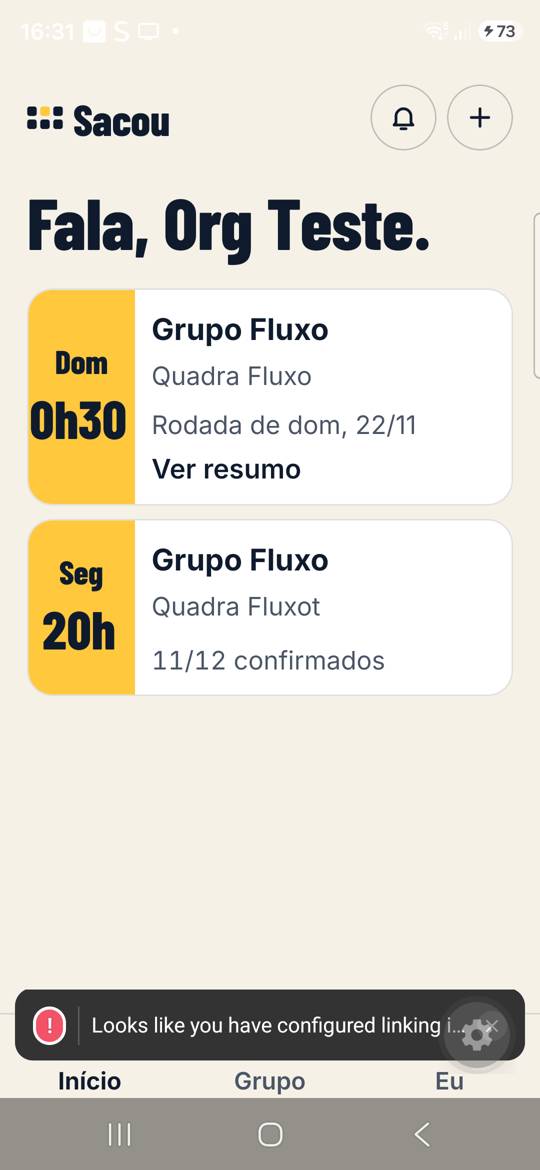 16:31
73
Sacou
Fala, Org Teste.
Dom
0h30
Grupo Fluxo
Quadra Fluxo
Rodada de dom, 22/11
Ver resumo
Seg
20h
Grupo Fluxo
Quadra Fluxot
11/12 confirmados
! Looks like you have configured linking i...
Início
Grupo
Eu